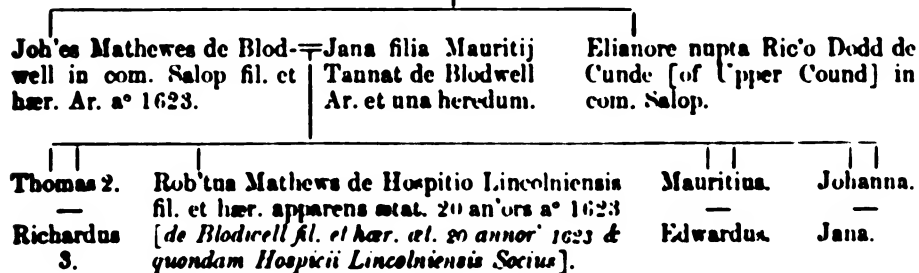 Joh'es Mathewes de Blod-
well in com. Salop fil. et
hær. Ar. aº 1623.
Jana filia Mauritij
Tannat de Blodwell
Ar. et una heredum.
Elianore nupta Ric'o Dodd de
Cunde [of Upper Cound] in
com. Salop.
Thomas 2.
—
Richardus
3.
Rob'tus Mathews de Hospitio Lincolniensis
fil. et hær. apparens ætat. 20 an'ors aº 1623
[de Blodwell fil. et hær. æt. 20 annor' 1623 &
quondam Hospicii Lincolniensis Socius].
Mauritius.
—
Edwardus.
Johanna.
—
Jana.